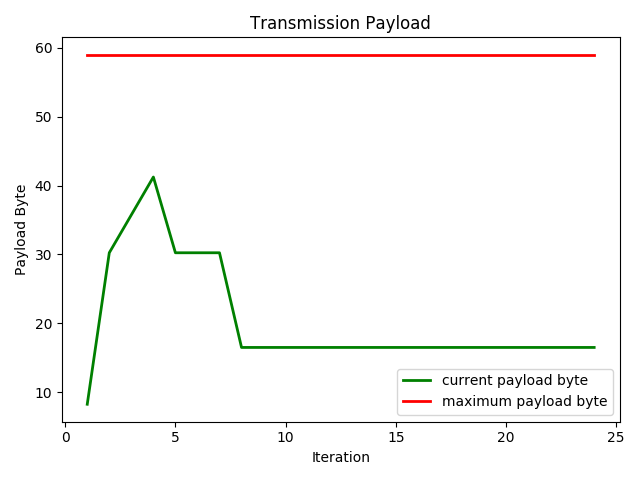 Transmission Payload
60
50
40
30
20
10
Payload Byte
0
5
10
15
20
25
Iteration
current payload byte
maximum payload byte